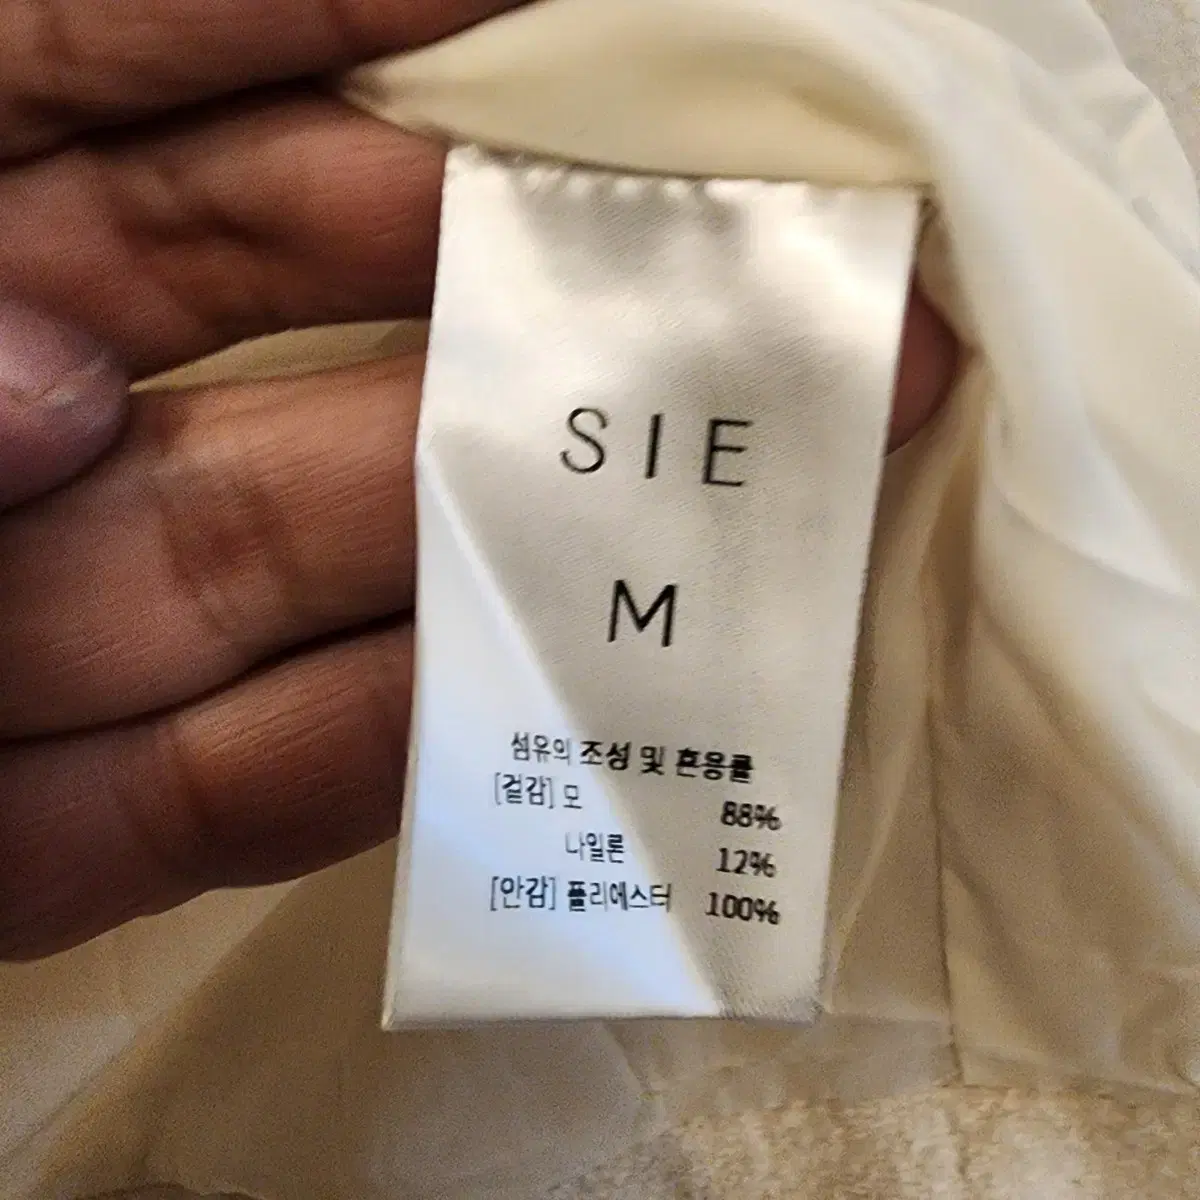 SIE
M
섬유의 조성 및 혼용률
[겉감] 모 88%
나일론 12%
[안감] 폴리에스터 100%